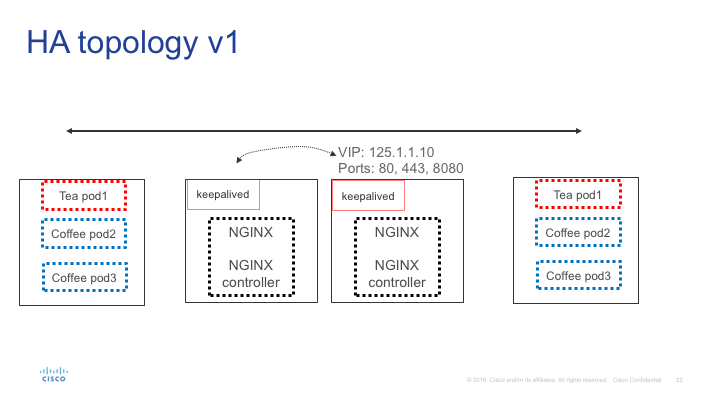 HA topology v1
VIP: 125.1.1.10
Ports: 80, 443, 8080
Tea pod1
Coffee pod2
Coffee pod3
keepalived
NGINX
NGINX
controller
keepalived
NGINX
NGINX
controller
Tea pod1
Coffee pod2
Coffee pod3
CISCO
© 2016 Cisco and/or its affiliates. All rights reserved. Cisco Confidential 22